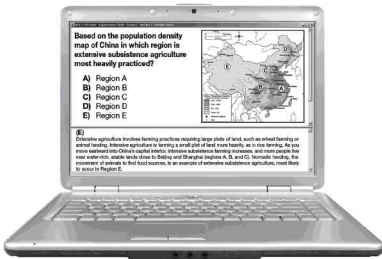 Based on the population density
map of China in which region is
extensive subsistence agriculture
most heavily practiced?
A) Region A
B) Region B
C) Region C
D) Region D
E) Region E
E
D
C
B
A
(E)
Extensive agriculture involves farming practices requiring large plots of land, such as wheat farming or
animal herding. Intensive agriculture is farming a small plot of land more heavily, as in rice farming. As you
move eastward into China's capital interior, intensive subsistence farming increases, and more people live
near water-rich, arable lands close to Beijing and Shanghai (regions A, B, and C). Nomadic herding, the
movement of animals to find food sources, is an example of extensive subsistence agriculture, most likely
to occur in Region E.